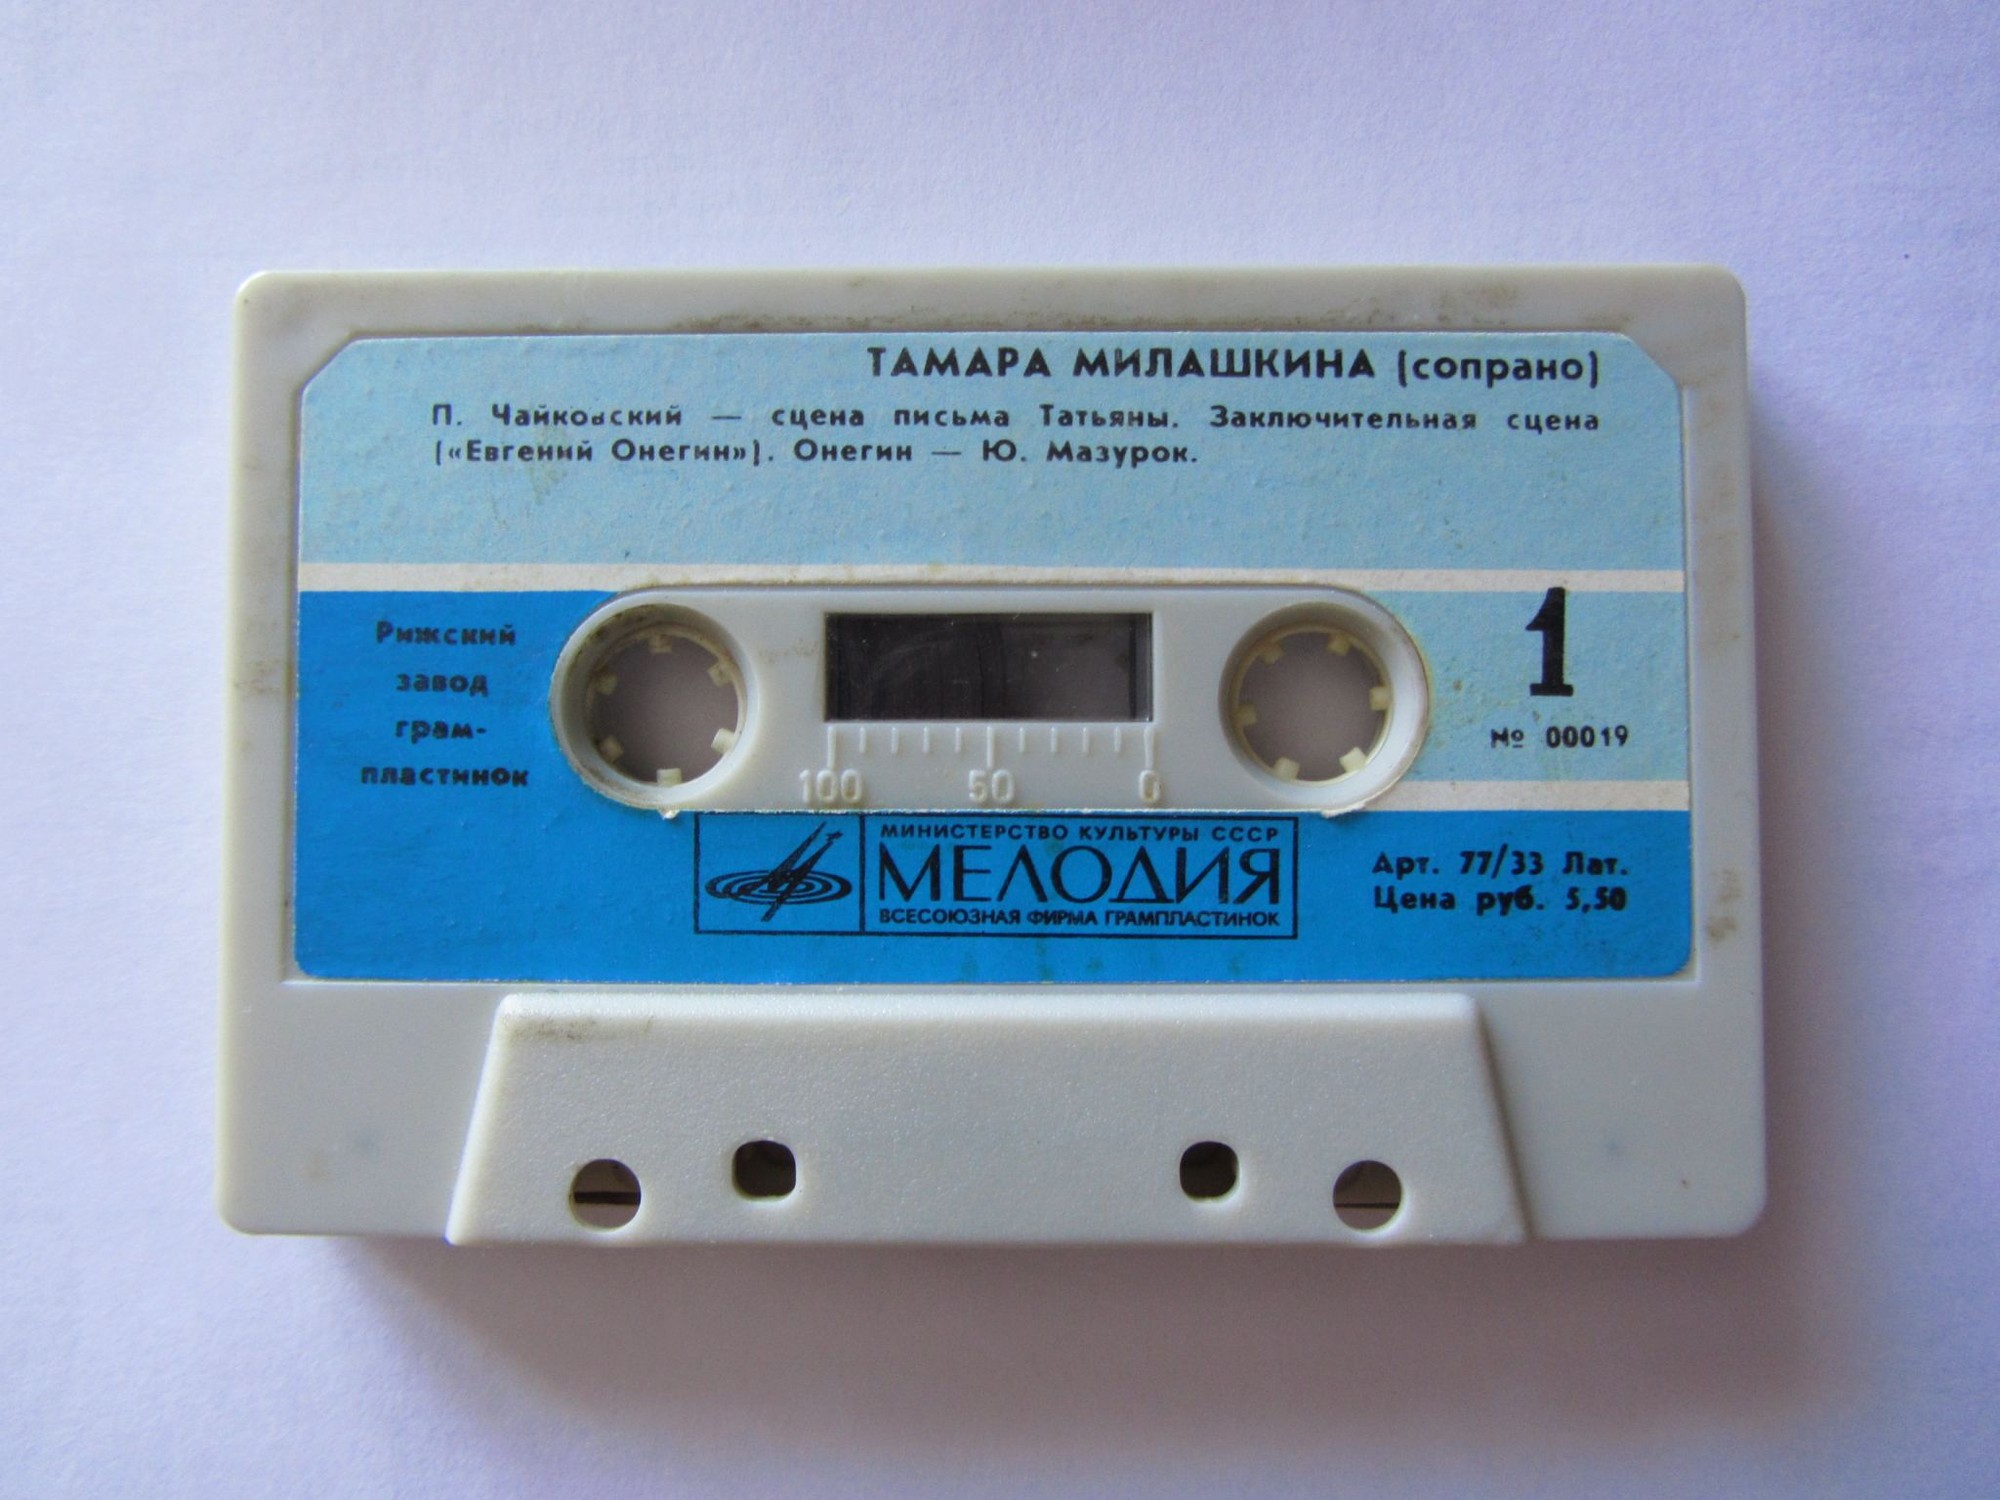 ТАМАРА МИЛАШКИНА (сопрано)
П. Чайковский — сцена письма Татьяны. Заключительная сцена
(«Евгений Онегин»). Онегин — Ю. Мазурок.
Рижский
завод
грам-
пластинок
1
№ 00019
100 50 0
МИНИСТЕРСТВО КУЛЬТУРЫ СССР
МЕЛОДИЯ
ВСЕСОЮЗНАЯ ФИРМА ГРАМПЛАСТИНОК
Арт. 77/33 Лат.
Цена руб. 5,50